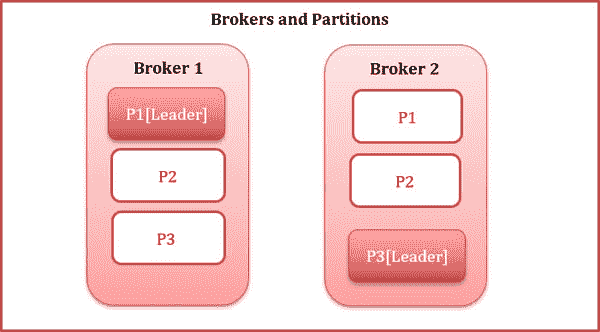 Brokers and Partitions
Broker 1
P1[Leader]
P2
P3
Broker 2
P1
P2
P3[Leader]